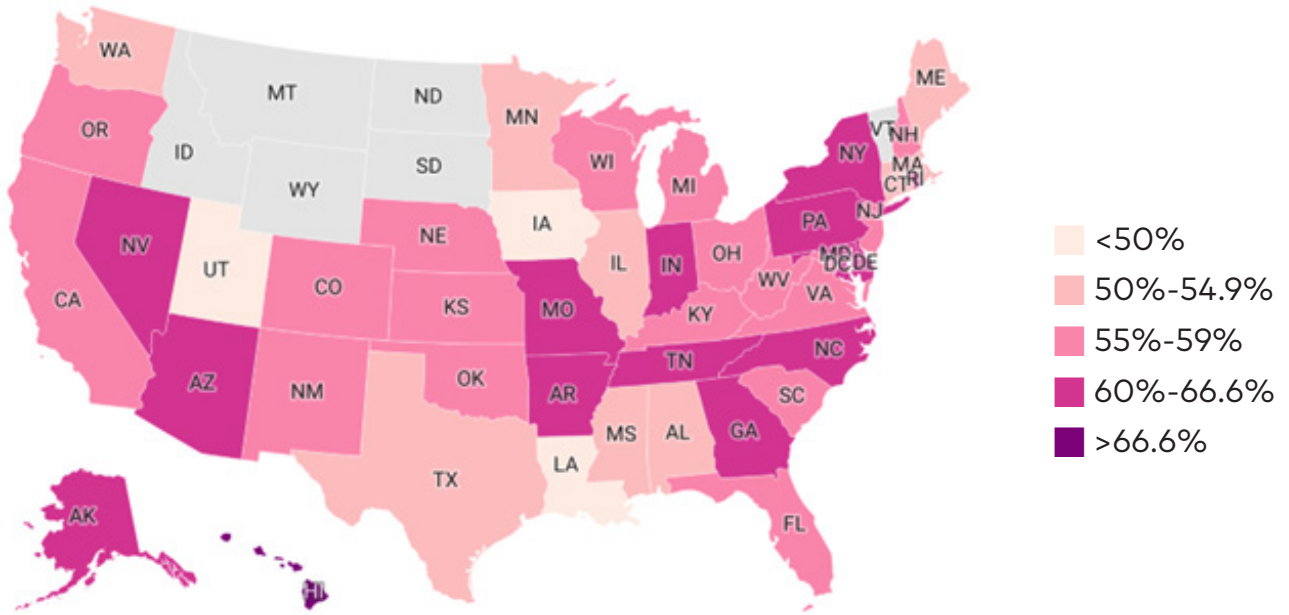 WA
MT
ND
MN
ME
OR
ID
SD
WI
MI
NY
VT
NH
MA
CT
RI
WY
NV
UT
NE
IA
IL
IN
OH
PA
NJ
CA
CO
KS
MO
KY
WV
VA
MD
DC
DE
AZ
NM
OK
AR
TN
NC
SC
TX
LA
MS
AL
GA
FL
AK
HI
<50%
50%-54.9%
55%-59%
60%-66.6%
>66.6%